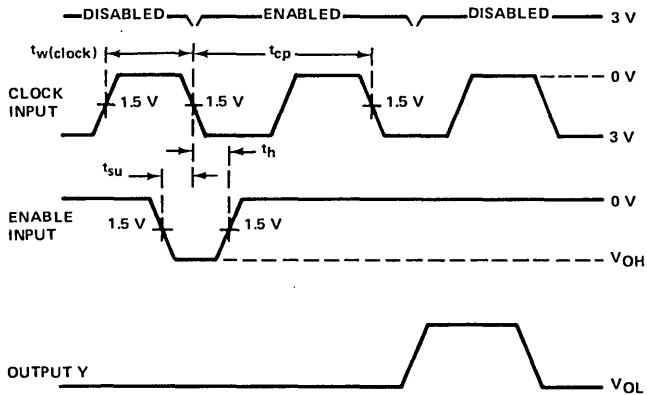 DISABLED ENABLED DISABLED 3 V
tw(clock) tcp
CLOCK INPUT
1.5 V 1.5 V 1.5 V
0 V
3 V
tsu th
ENABLE INPUT
1.5 V 1.5 V
0 V
VOH
OUTPUT Y
VOL